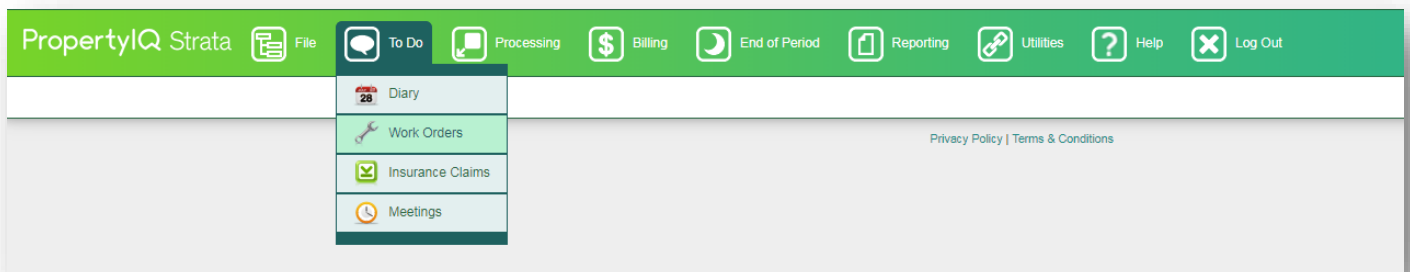 PropertyIQ Strata File To Do Processing Billing End of Period Reporting Utilities Help Log Out
28 Diary
Work Orders
Privacy Policy | Terms & Conditions
Insurance Claims
Meetings